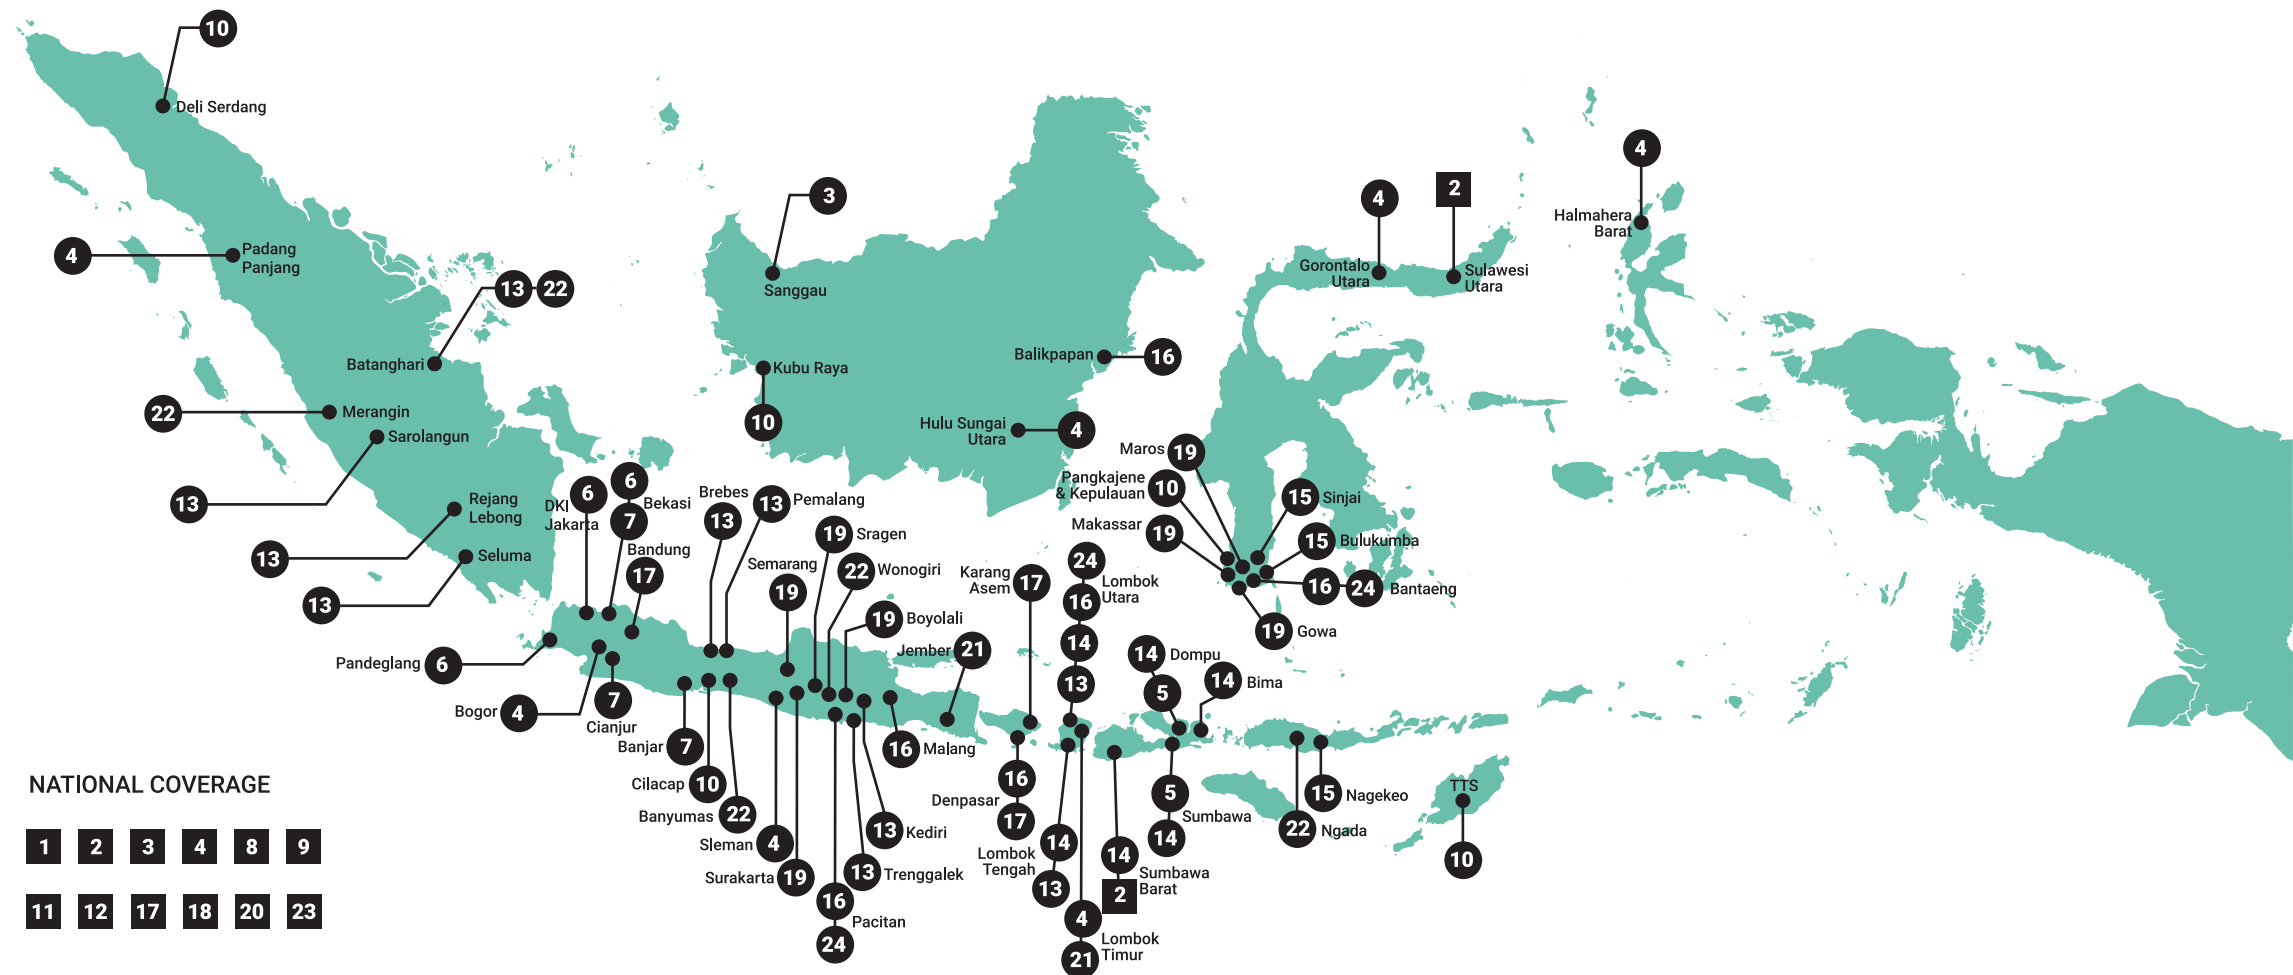 10
Deli Serdang
4
Padang
Panjang
13 22
Batanghari
22
Merangin
Sarolangun
13
Rejang
Lebong
13
Seluma
13
3
Sanggau
Kubu Raya
10
Balikpapan
16
Hulu Sungai
Utara
4
4
Gorontalo
Utara
2
Sulawesi
Utara
4
Halmahera
Barat
Maros
19
Pangkajene
& Kepulauan
10
Makassar
19
15
Sinjai
15
Bulukumba
16 24
Bantaeng
19
Gowa
DKI
Jakarta
6
6
Bekasi
7
Bandung
17
Brebes
13
13
Pemalang
Semarang
19
19
Sragen
22
Wonogiri
19
Boyolali
Jember
21
Pandeglang
6
Bogor
4
7
Cianjur
Banjar
7
Cilacap
10
Banyumas
22
Sleman
4
Surakarta
19
16
Pacitan
24
13
Trenggalek
13
Kediri
16
Malang
Karang
Asem
17
16
Denpasar
17
24
Lombok
Utara
16
14
13
14
Lombok
Tengah
13
4
Lombok
Timur
21
14
Sumbawa
Barat
2
14
Dompu
5
14
Bima
5
Sumbawa
14
22
Ngada
15
Nagekeo
TTS
10
NATIONAL COVERAGE
1 2 3 4 8 9
11 12 17 18 20 23